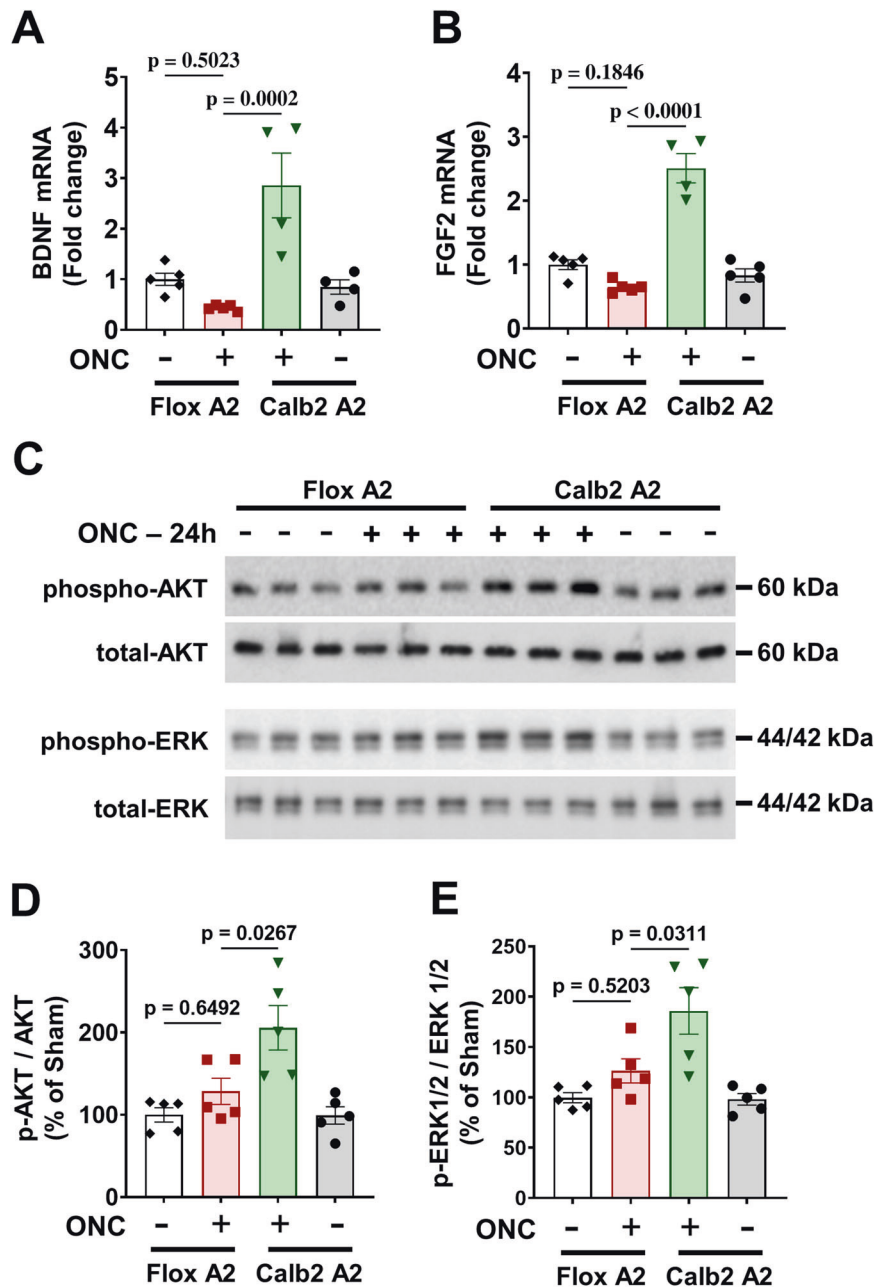 A
p = 0.5023
p = 0.0002
BDNF mRNA
(Fold change)
5
4
3
2
1
0
ONC - + + -
Flox A2 Calb2 A2
B
p = 0.1846
p < 0.0001
FGF2 mRNA
(Fold change)
4
3
2
1
0
ONC - + + -
Flox A2 Calb2 A2
C
Flox A2 Calb2 A2
ONC – 24h - - - + + + + + + - - -
phospho-AKT 60 kDa
total-AKT 60 kDa
phospho-ERK 44/42 kDa
total-ERK 44/42 kDa
D
p = 0.0267
p = 0.6492
p-AKT / AKT
(% of Sham)
300
200
100
0
ONC - + + -
Flox A2 Calb2 A2
E
p = 0.0311
p = 0.5203
p-ERK1/2 / ERK 1/2
(% of Sham)
250
200
150
100
50
0
ONC - + + -
Flox A2 Calb2 A2